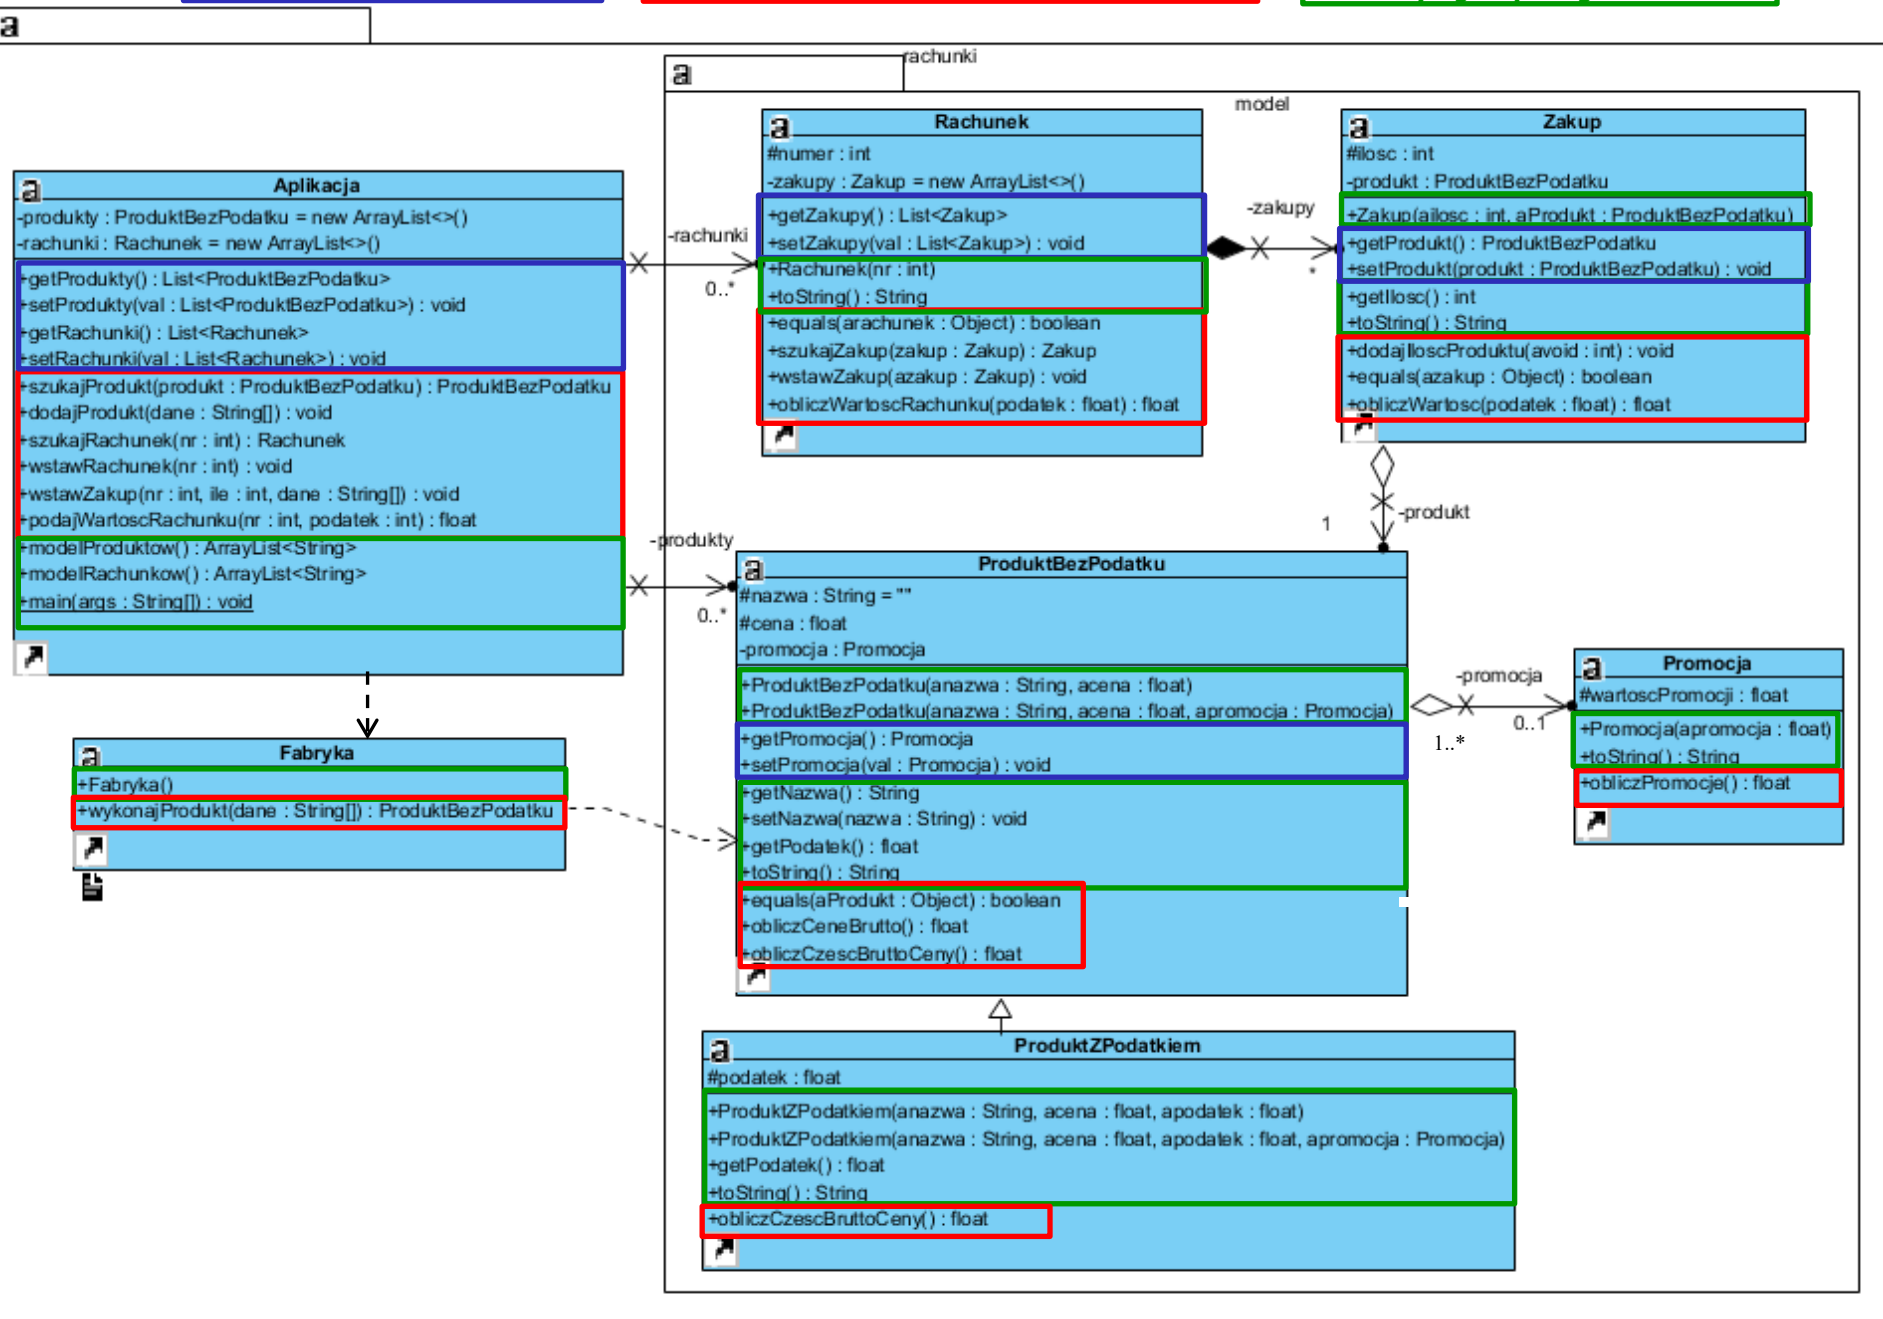 a
rachunki
a
model
a
Aplikacja
-produkty : ProduktBezPodatku = new ArrayList<>()
-rachunki : Rachunek = new ArrayList<>()
+getProdukty() : List<ProduktBezPodatku>
+setProdukty(val : List<ProduktBezPodatku>) : void
+getRachunki() : List<Rachunek>
+setRachunki(val : List<Rachunek>) : void
+szukajProdukt(produkt : ProduktBezPodatku) : ProduktBezPodatku
+dodajProdukt(dane : String[]) : void
+szukajRachunek(nr : int) : Rachunek
+wstawRachunek(nr : int) : void
+wstawZakup(nr : int, ile : int, dane : String[]) : void
+podajWartoscRachunku(nr : int, podatek : int) : float
+modelProduktow() : ArrayList<String>
+modelRachunkow() : ArrayList<String>
+main(args : String[]) : void
-rachunki
0..*
a
Rachunek
#numer : int
-zakupy : Zakup = new ArrayList<>()
+getZakupy() : List<Zakup>
+setZakupy(val : List<Zakup>) : void
+Rachunek(nr : int)
+toString() : String
+equals(arachunek : Object) : boolean
+szukajZakup(zakup : Zakup) : Zakup
+wstawZakup(azakup : Zakup) : void
+obliczWartoscRachunku(podatek : float) : float
-zakupy
*
a
Zakup
#ilosc : int
-produkt : ProduktBezPodatku
+Zakup(ailosc : int, aProdukt : ProduktBezPodatku)
+getProdukt() : ProduktBezPodatku
+setProdukt(produkt : ProduktBezPodatku) : void
+getIlosc() : int
+toString() : String
+dodajIloscProduktu(avoid : int) : void
+equals(azakup : Object) : boolean
+obliczWartosc(podatek : float) : float
-produkt
1
-produkty
0..*
a
ProduktBezPodatku
#nazwa : String = ""
#cena : float
-promocja : Promocja
+ProduktBezPodatku(anazwa : String, acena : float)
+ProduktBezPodatku(anazwa : String, acena : float, apromocja : Promocja)
+getPromocja() : Promocja
+setPromocja(val : Promocja) : void
+getNazwa() : String
+setNazwa(nazwa : String) : void
+getPodatek() : float
+toString() : String
+equals(aProdukt : Object) : boolean
+obliczCeneBrutto() : float
+obliczCzescBruttoCeny() : float
-promocja
0..1
1..*
a
Promocja
#wartoscPromocji : float
+Promocja(apromocja : float)
+toString() : String
+obliczPromocje() : float
a
Fabryka
+Fabryka()
+wykonajProdukt(dane : String[]) : ProduktBezPodatku
a
ProduktZPodatkiem
#podatek : float
+ProduktZPodatkiem(anazwa : String, acena : float, apodatek : float)
+ProduktZPodatkiem(anazwa : String, acena : float, apodatek : float, apromocja : Promocja)
+getPodatek() : float
+toString() : String
+obliczCzescBruttoCeny() : float